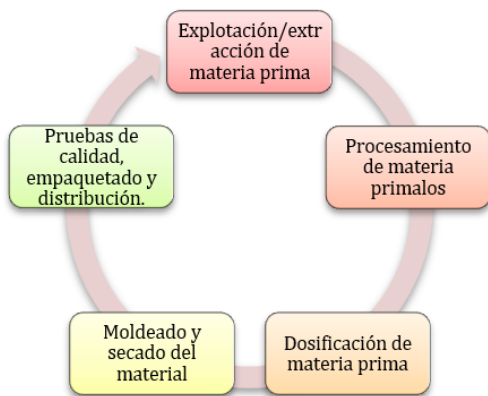 Explotación/extr
acción de
materia prima
Procesamiento
de materia
primalos
Dosificación de
materia prima
Moldeado y
secado del
material
Pruebas de
calidad,
empaquetado y
distribución.